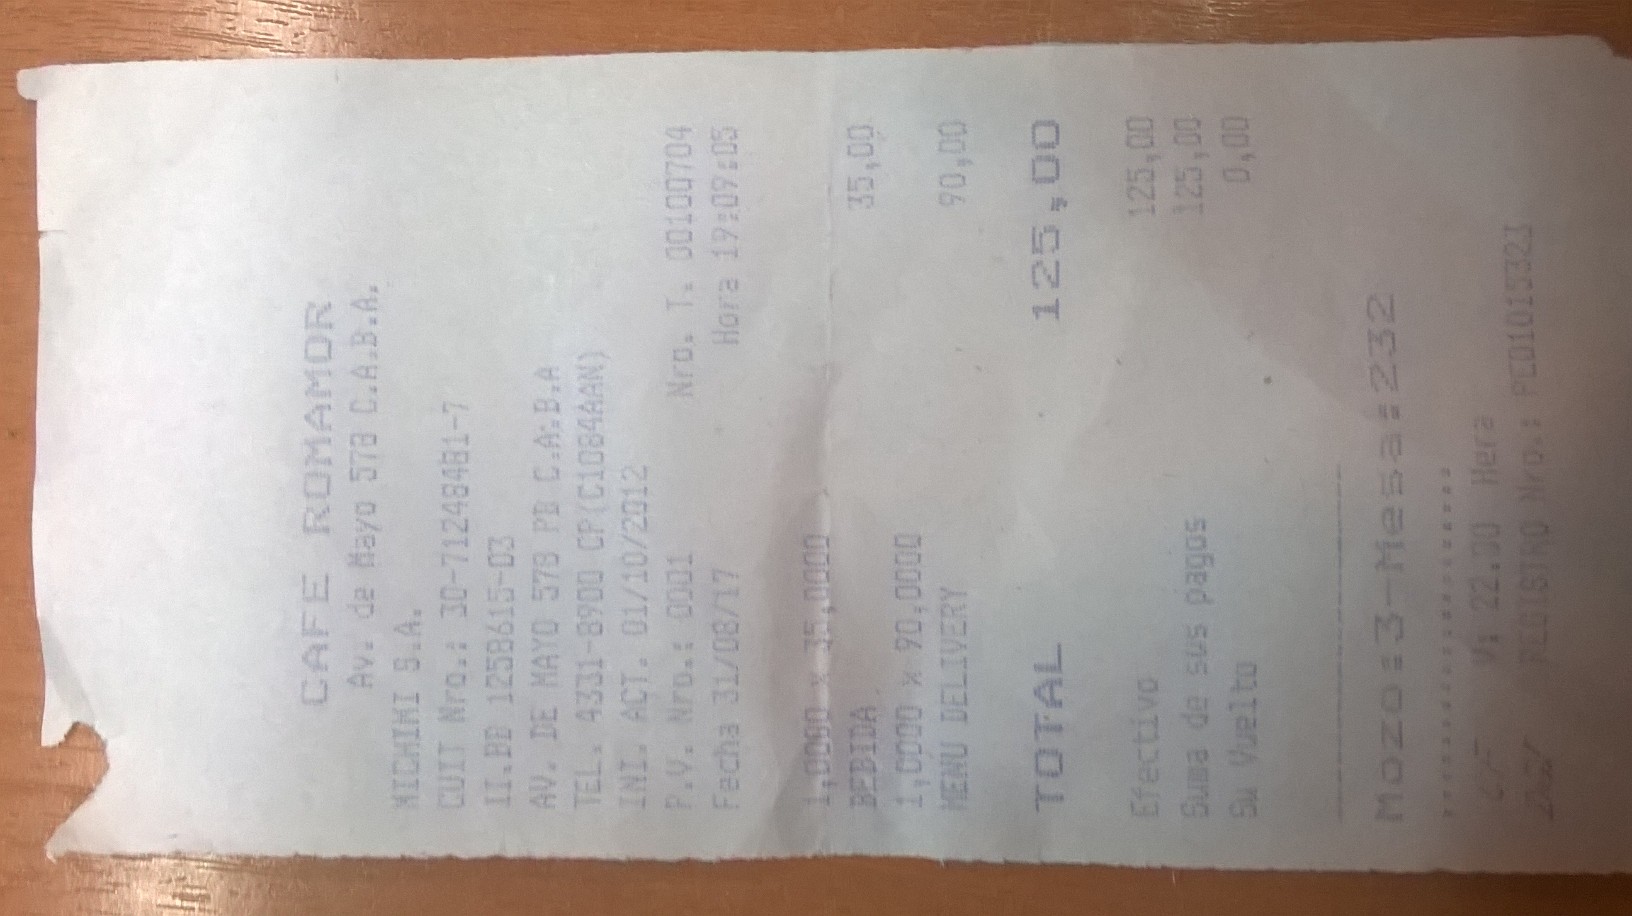 CAFE ROMAMOR
Av. de Mayo 578 C.A.B.A.
MICHIMI S.A.
CUIT Nro.: 30-71248481-7
II.BB 12586615-03
AV. DE MAYO 578 PB C.A.B.A
TEL. 4331-8900 CP(C1084AAN)
INI. ACT. 01/10/2012
P.V. Nro.: 0001 Nro. T. 00100704
Fecha 31/08/17 Hora 19:09:05
1,0000 x 35,0000
BEBIDA 35,00
1,0000 x 90,0000
MENU DELIVERY 90,00
TOTAL 125,00
Efectivo 125,00
Suma de sus pagos 125,00
Su Vuelto 0,00
Mozo:3-Mesa:232
CF V: 22.00 Hera
REGISTRO Nro.: